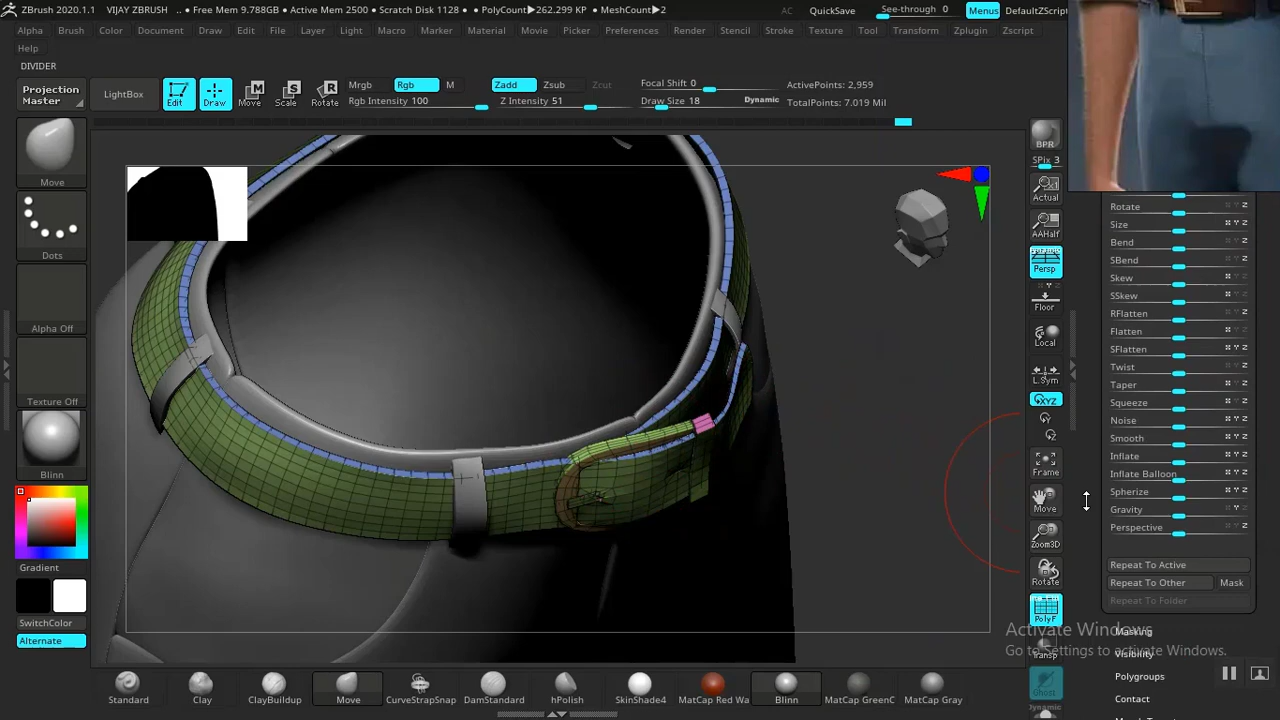 ZBrush 2020.1.1 VIJAY ZBRUSH • Free Mem 9.788GB • Active Mem 2500 • Scratch Disk 1128 • PolyCount▶262.299 KP • MeshCount▶2 AC QuickSave See-through 0 Menus DefaultZScript
Alpha Brush Color Document Draw Edit File Layer Light Macro Marker Material Movie Picker Preferences Render Stencil Stroke Texture Tool Transform Zplugin Zscript
Help
DIVIDER
Projection Master LightBox Edit Draw Move Scale Rotate
Mrgb Rgb M Zadd Zsub Zcut Focal Shift 0 ActivePoints: 2,959
Rgb Intensity 100 Z Intensity 51 Draw Size 18 Dynamic TotalPoints: 7.019 Mil
Move
Dots
Alpha Off
Texture Off
Blinn
Gradient
SwitchColor
Alternate
BPR
SPix 3
Actual
AAHalf
Persp
Floor
Local
L.Sym
XYZ
Y
Z
Frame
Move
Zoom3D
Rotate
PolyF
Transp
Ghost
Dynamic
Rotate
Size
Bend
SBend
Skew
SSkew
RFlatten
Flatten
SFlatten
Twist
Taper
Squeeze
Noise
Smooth
Inflate
Inflate Balloon
Spherize
Gravity
Perspective
Repeat To Active
Repeat To Other Mask
Repeat To Folder
Masking
Visibility
Polygroups
Contact
Activate Windows
Go to Settings to activate Windows.
Standard Clay ClayBuildup Move CurveStrapSnap DamStandard hPolish SkinShade4 MatCap Red Wa Blinn MatCap GreenC MatCap Gray